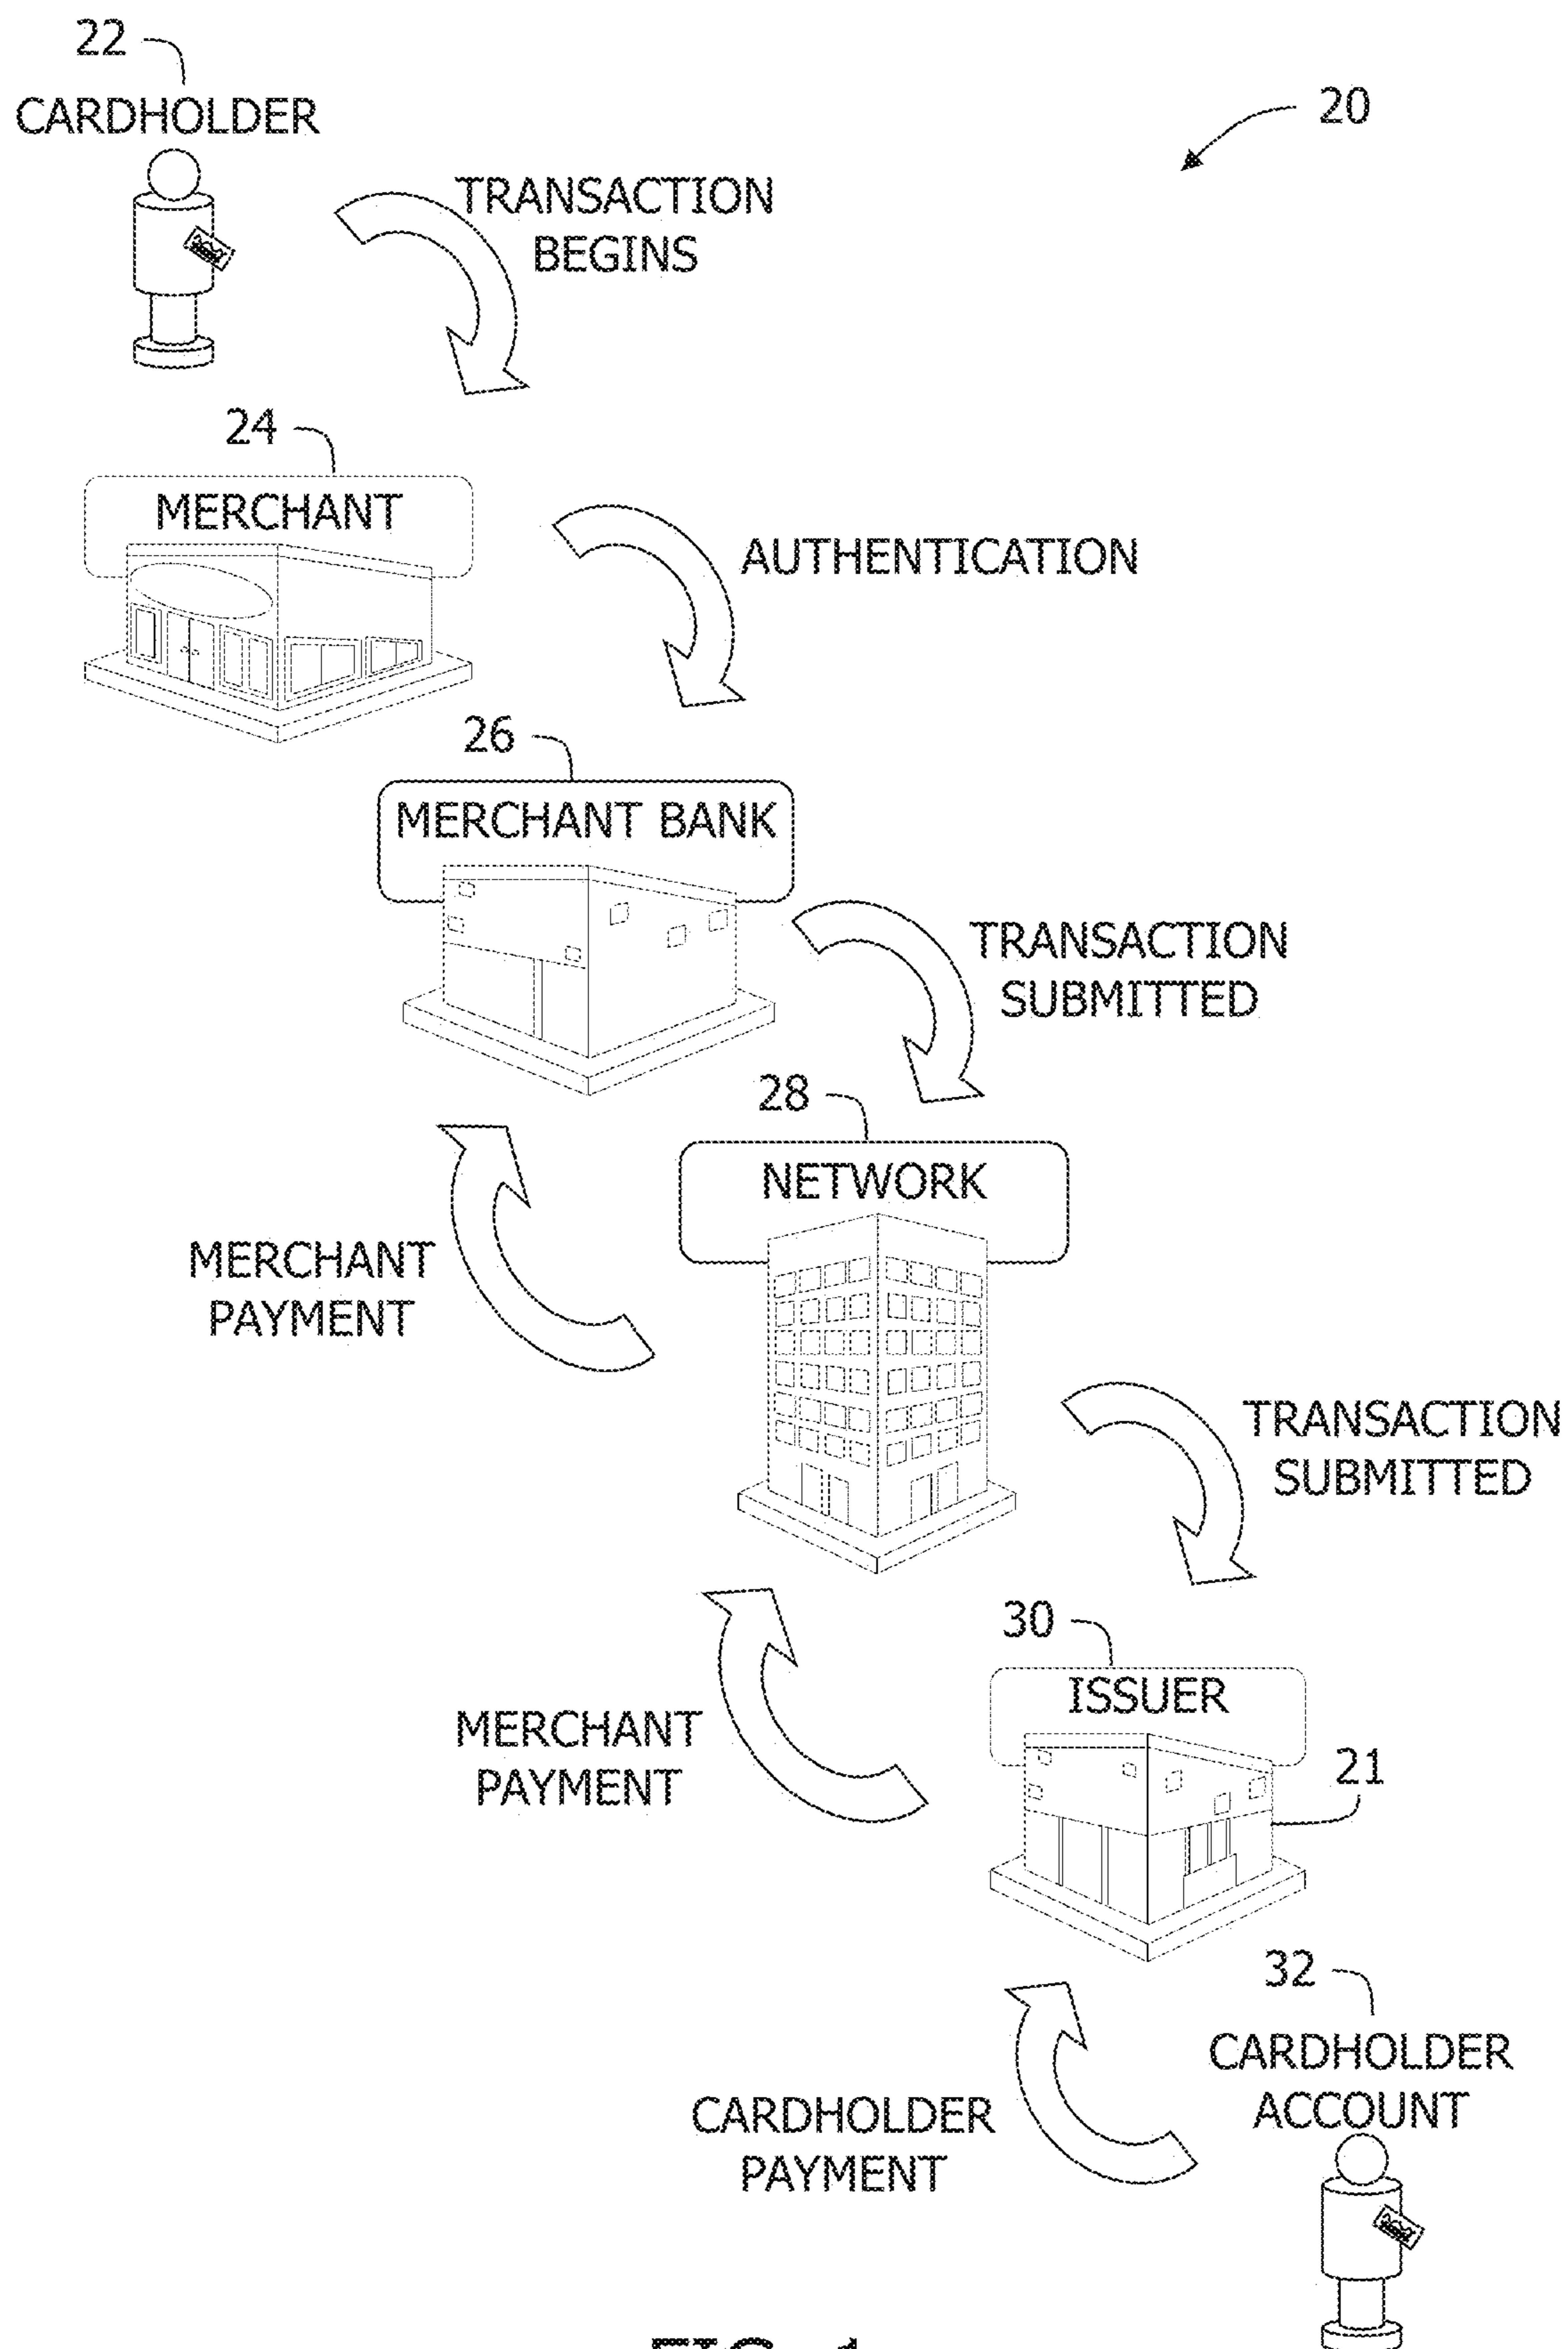 22
CARDHOLDER
20
TRANSACTION
BEGINS
24
MERCHANT
AUTHENTICATION
26
MERCHANT BANK
TRANSACTION
SUBMITTED
28
NETWORK
MERCHANT
PAYMENT
TRANSACTION
SUBMITTED
30
ISSUER
21
MERCHANT
PAYMENT
32
CARDHOLDER
ACCOUNT
CARDHOLDER
PAYMENT